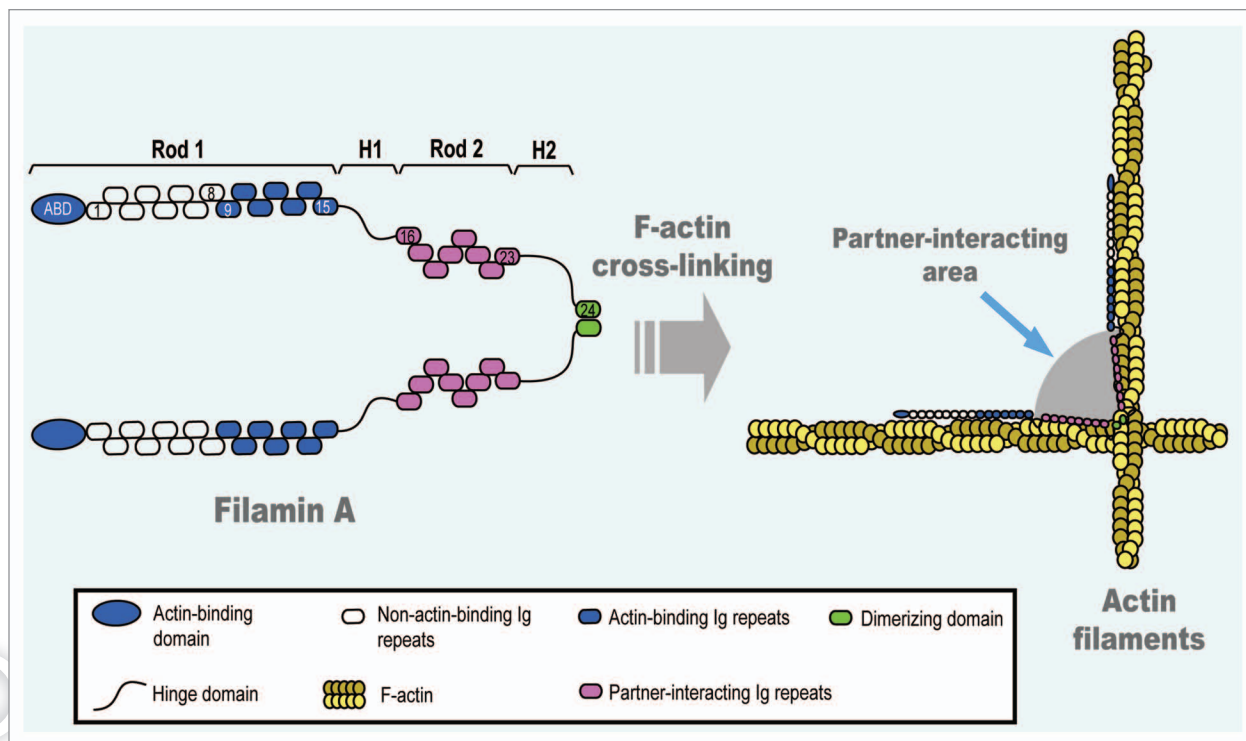 Rod 1
H1
Rod 2
H2
ABD
1
8
9
15
16
23
24
F-actin
cross-linking
Partner-interacting
area
Filamin A
Actin
filaments
Actin-binding
domain
Non-actin-binding Ig
repeats
Actin-binding Ig repeats
Dimerizing domain
Hinge domain
F-actin
Partner-interacting Ig repeats